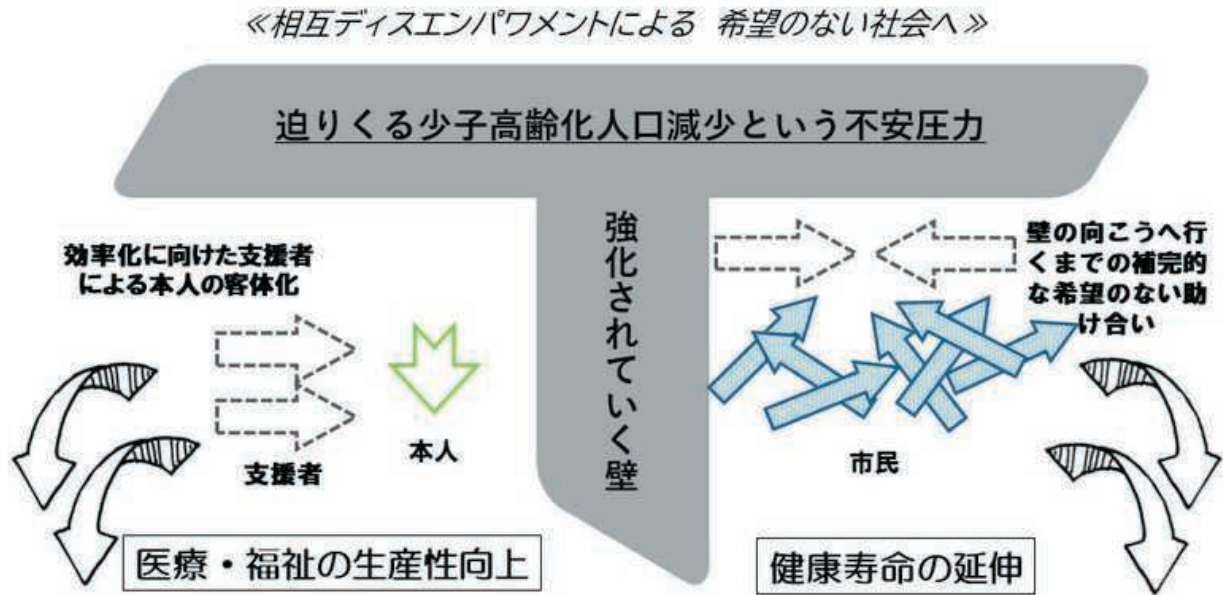 ≪相互ディスエンパワメントによる 希望のない社会へ≫
迫りくる少子高齢化人口減少という不安圧力
強化されていく壁
効率化に向けた支援者
による本人の客体化
支援者
本人
医療・福祉の生産性向上
壁の向こうへ行
くまでの補完的
な希望のない助
け合い
市民
健康寿命の延伸